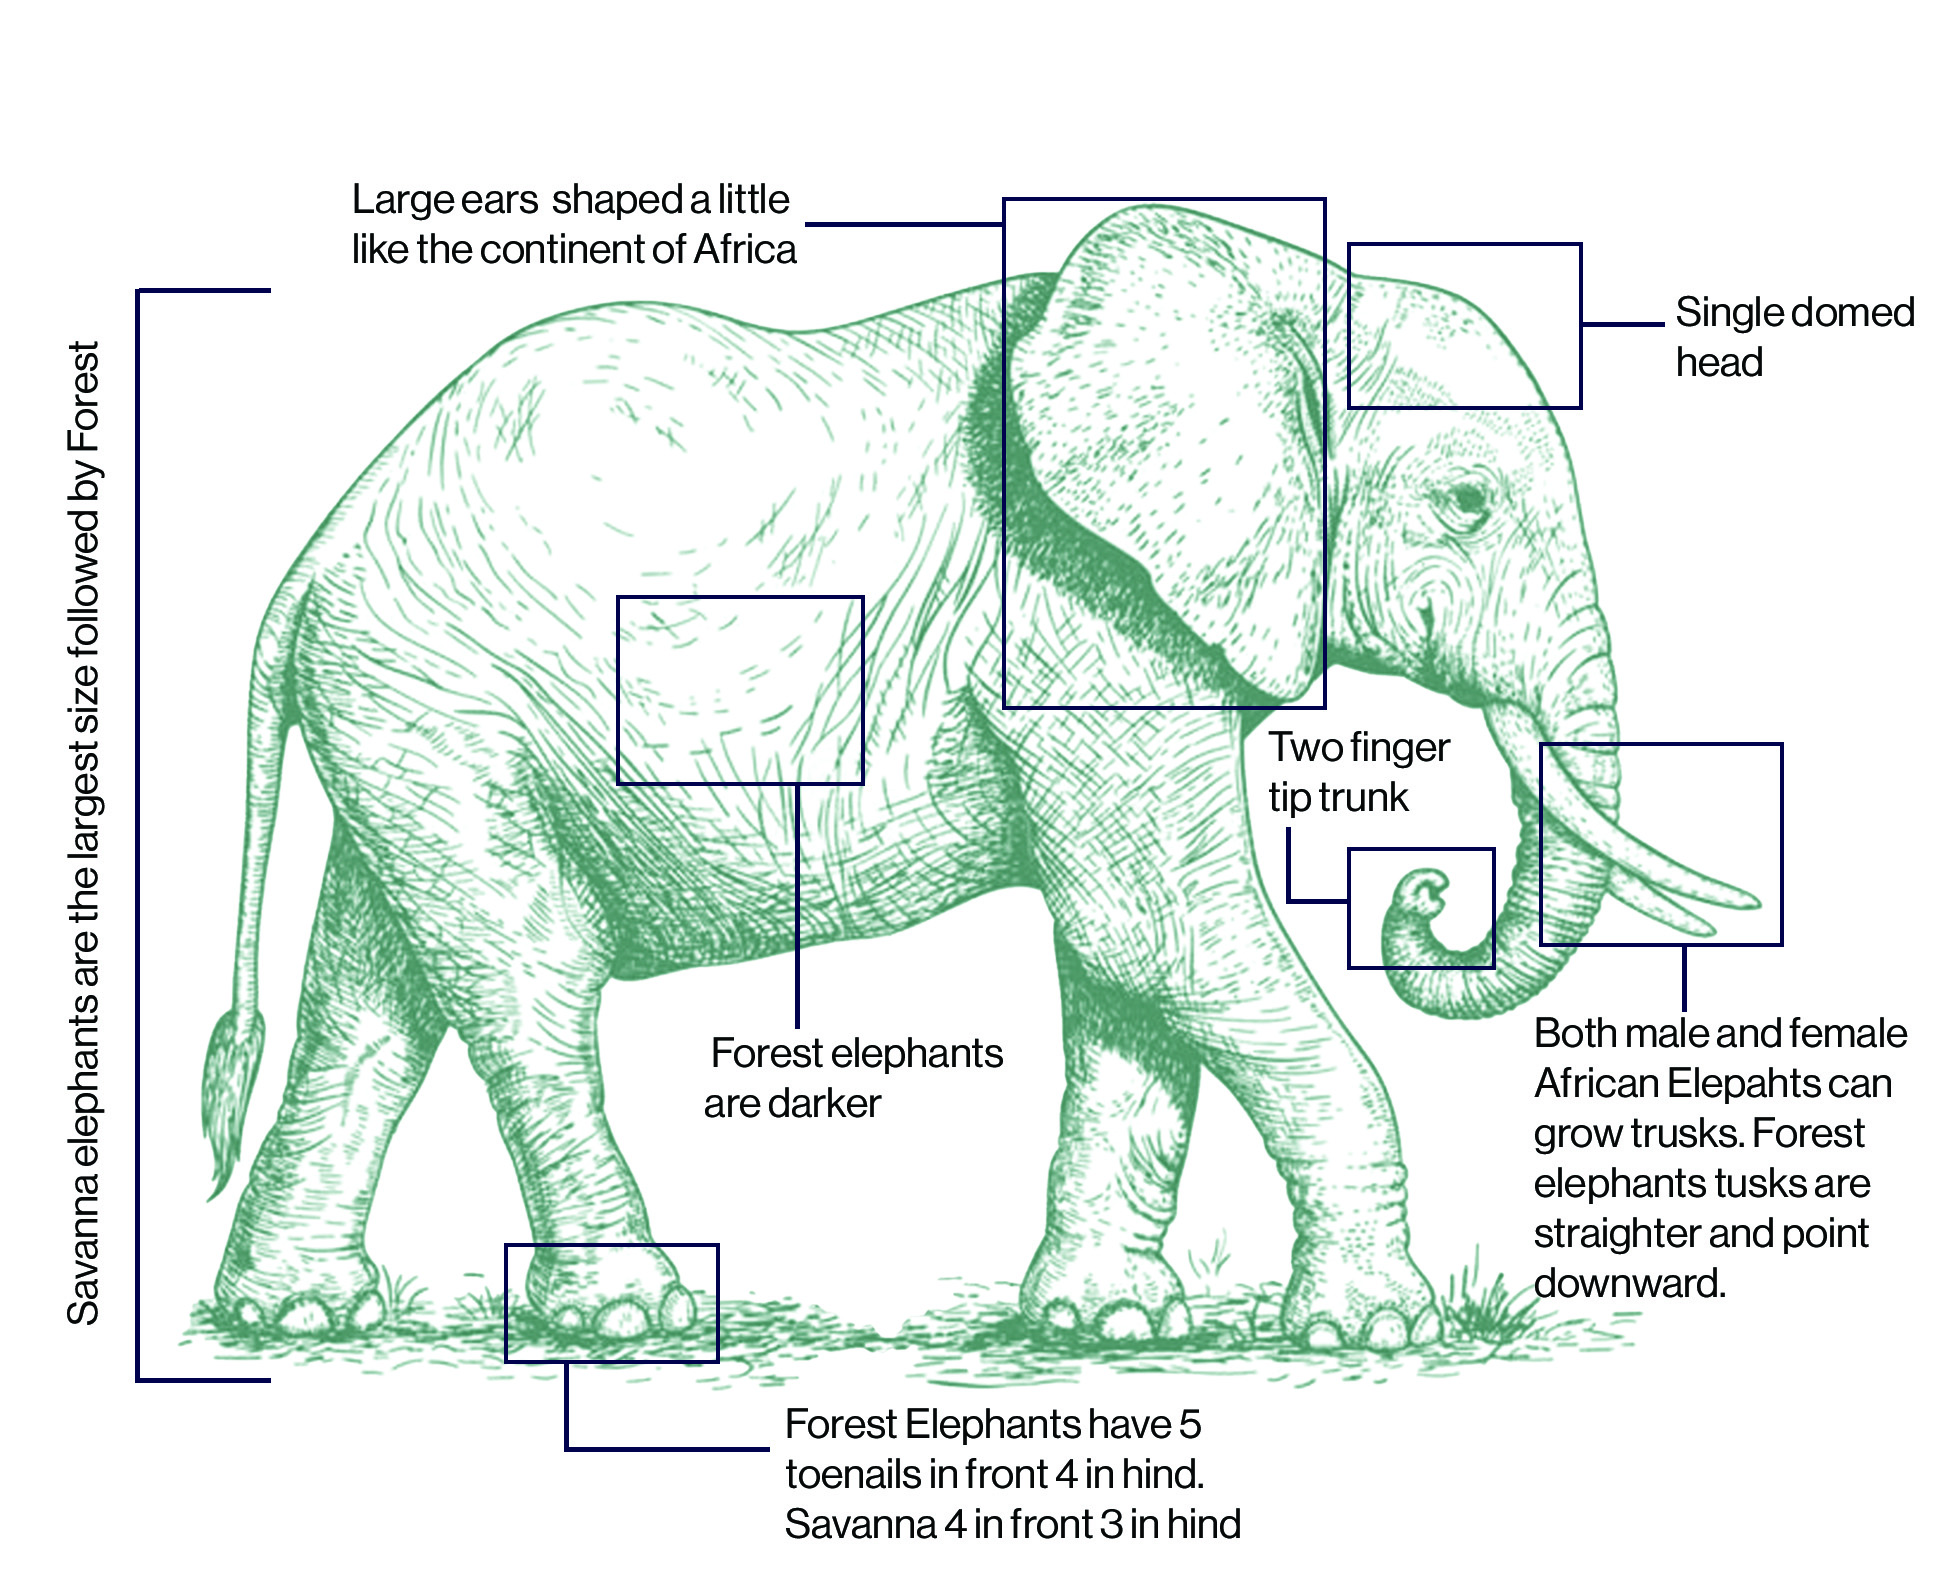 Large ears shaped a little
like the continent of Africa
Single domed
head
Savanna elephants are the largest size followed by Forest
Two finger
tip trunk
Forest elephants
are darker
Both male and female
African Elepahts can
grow trusks. Forest
elephants tusks are
straighter and point
downward.
Forest Elephants have 5
toenails in front 4 in hind.
Savanna 4 in front 3 in hind